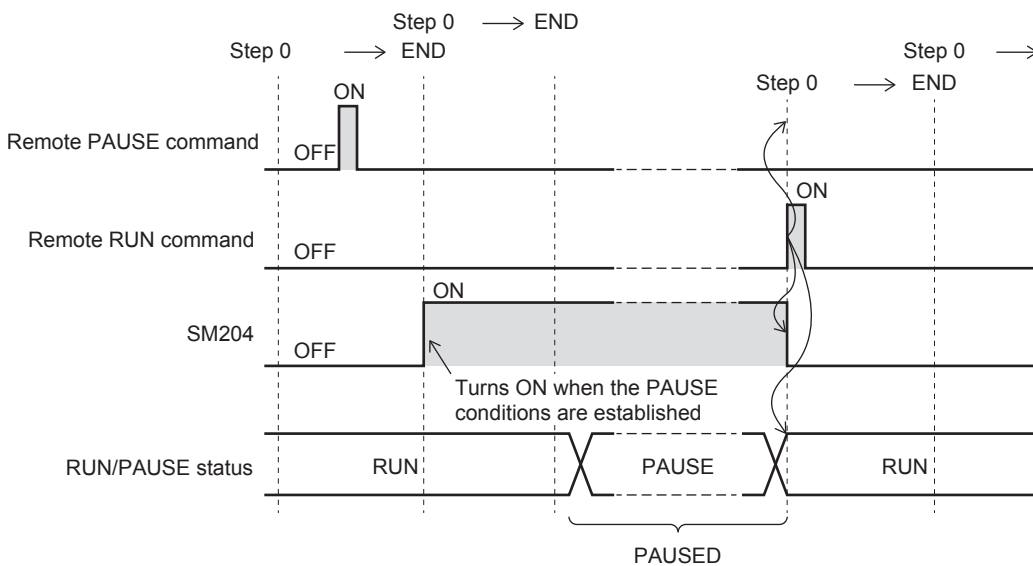 Step 0 → END
Step 0 → END
Step 0 →
Step 0 → END
ON
Remote PAUSE command
OFF
ON
Remote RUN command
OFF
ON
SM204
OFF
Turns ON when the PAUSE
conditions are established
RUN/PAUSE status
RUN
PAUSE
RUN
PAUSED